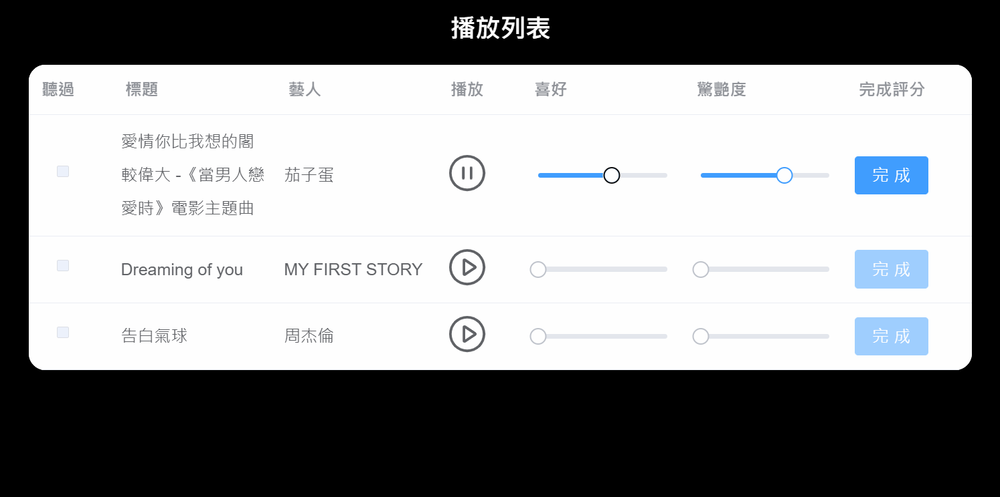 播放列表
聽過 標題 藝人 播放 喜好 驚艷度 完成評分
愛情你比我想的閣
較偉大 -《當男人戀 茄子蛋 完成
愛時》電影主題曲
Dreaming of you MY FIRST STORY 完成
告白氣球 周杰倫 完成